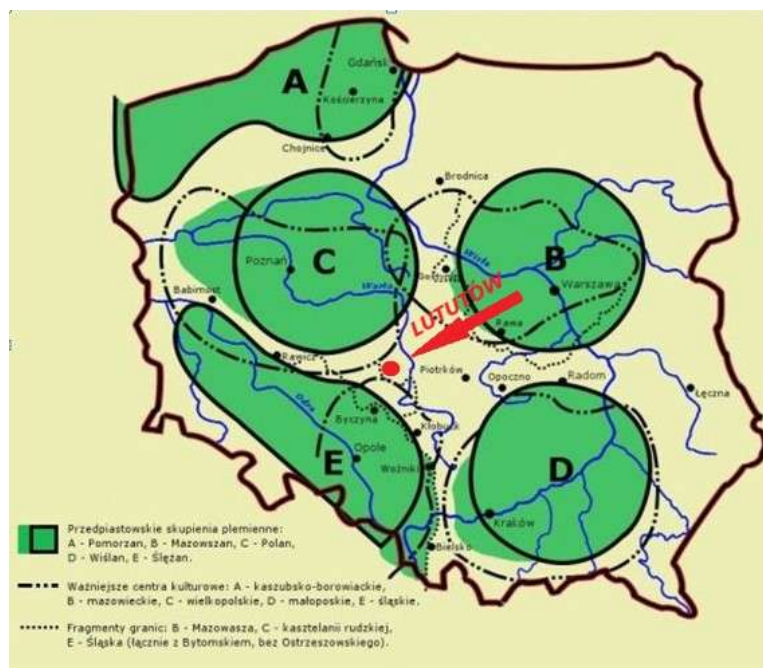 Gdańsk
A
Kościerzyna
Chojnice
Brodnica
C
B
Poznań
Wisła
Warszawa
Warta
Babimost
LUTUTÓW
Rawa
Rawicz
Piotrków
Opoczno
Radom
Łęczna
Odra
Byczyna
Kłobuck
Opole
E
Woźniki
D
Kraków
Bielsko
Przedpiastowskie skupienia plemienne:
A - Pomorzan, B - Mazowszan, C - Polan,
D - Wiślan, E - Ślężan.
Ważniejsze centra kulturowe: A - kaszubsko-borowiackie,
B - mazowieckie, C - wielkopolskie, D - małoposkie, E - śląskie.
Fragmenty granic: B - Mazowasza, C - kasztelanii rudzkiej,
E - Śląska (łącznie z Bytomskiem, bez Ostrzeszowskiego).